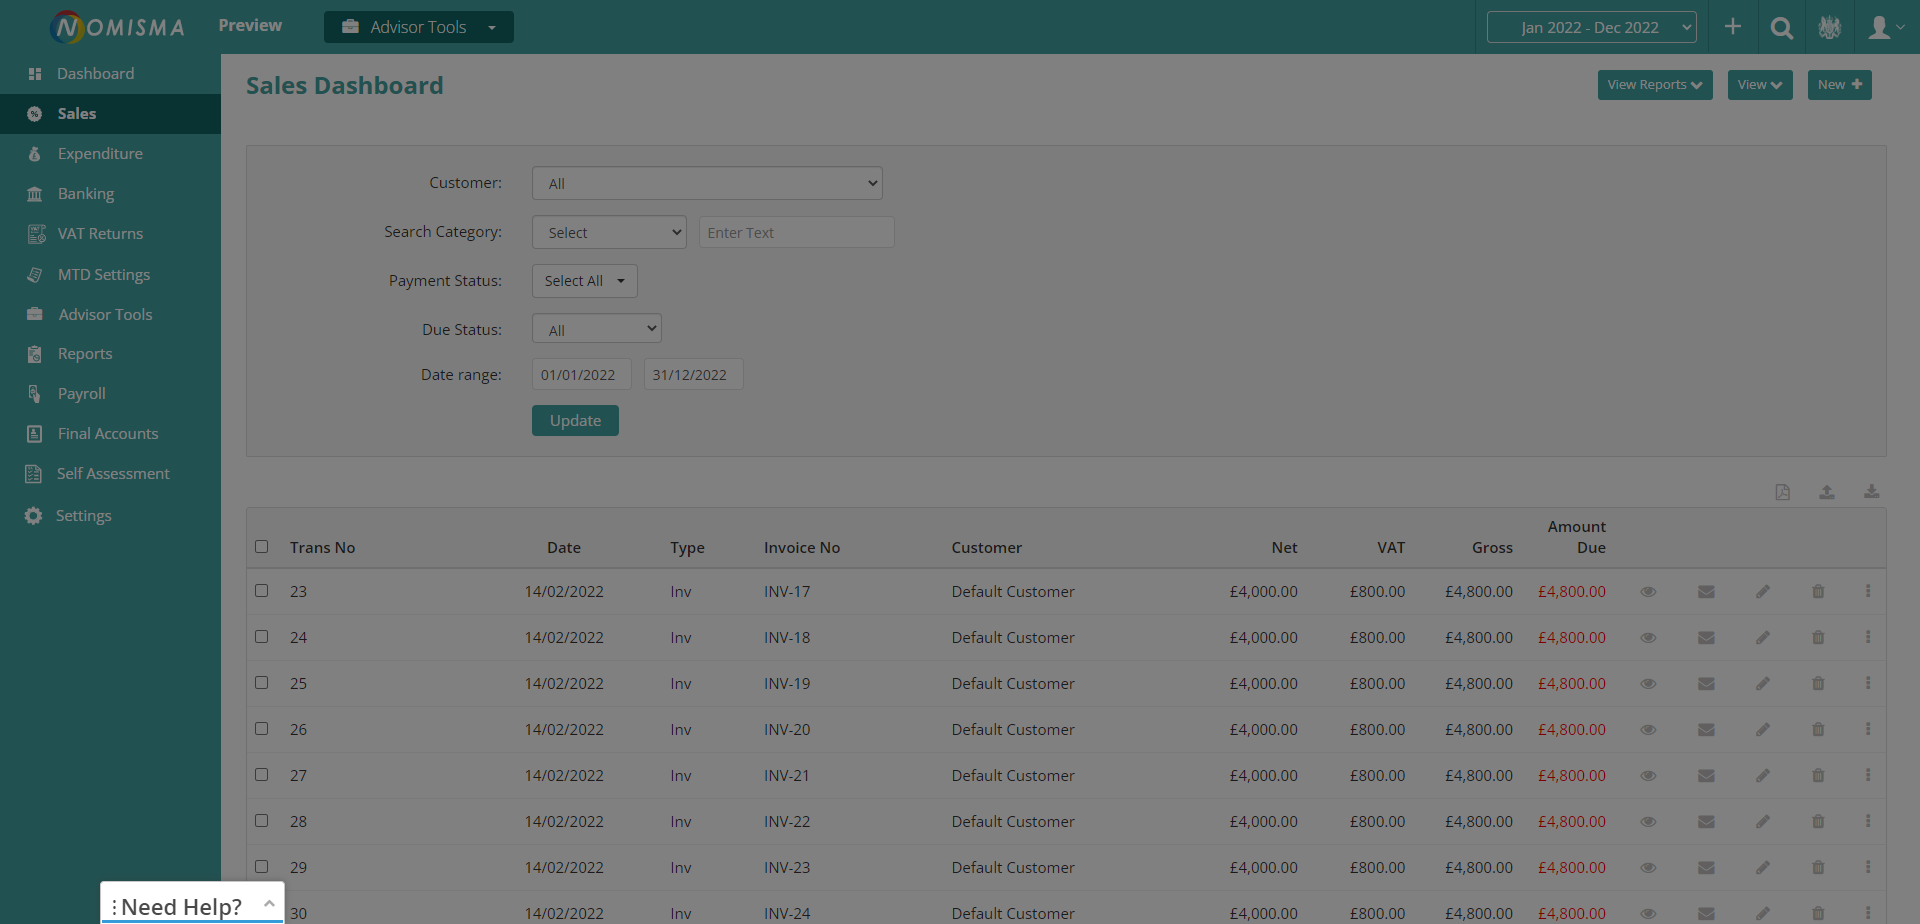 NOMISMA Preview Advisor Tools Jan 2022 - Dec 2022
Dashboard
Sales
Expenditure
Banking
VAT Returns
MTD Settings
Advisor Tools
Reports
Payroll
Final Accounts
Self Assessment
Settings
Sales Dashboard View Reports View New
Customer: All
Search Category: Select Enter Text
Payment Status: Select All
Due Status: All
Date range: 01/01/2022 31/12/2022
Update
Trans No Date Type Invoice No Customer Net VAT Gross Amount Due
23 14/02/2022 Inv INV-17 Default Customer £4,000.00 £800.00 £4,800.00 £4,800.00
24 14/02/2022 Inv INV-18 Default Customer £4,000.00 £800.00 £4,800.00 £4,800.00
25 14/02/2022 Inv INV-19 Default Customer £4,000.00 £800.00 £4,800.00 £4,800.00
26 14/02/2022 Inv INV-20 Default Customer £4,000.00 £800.00 £4,800.00 £4,800.00
27 14/02/2022 Inv INV-21 Default Customer £4,000.00 £800.00 £4,800.00 £4,800.00
28 14/02/2022 Inv INV-22 Default Customer £4,000.00 £800.00 £4,800.00 £4,800.00
29 14/02/2022 Inv INV-23 Default Customer £4,000.00 £800.00 £4,800.00 £4,800.00
30 14/02/2022 Inv INV-24 Default Customer £4,000.00 £800.00 £4,800.00 £4,800.00
Need Help?